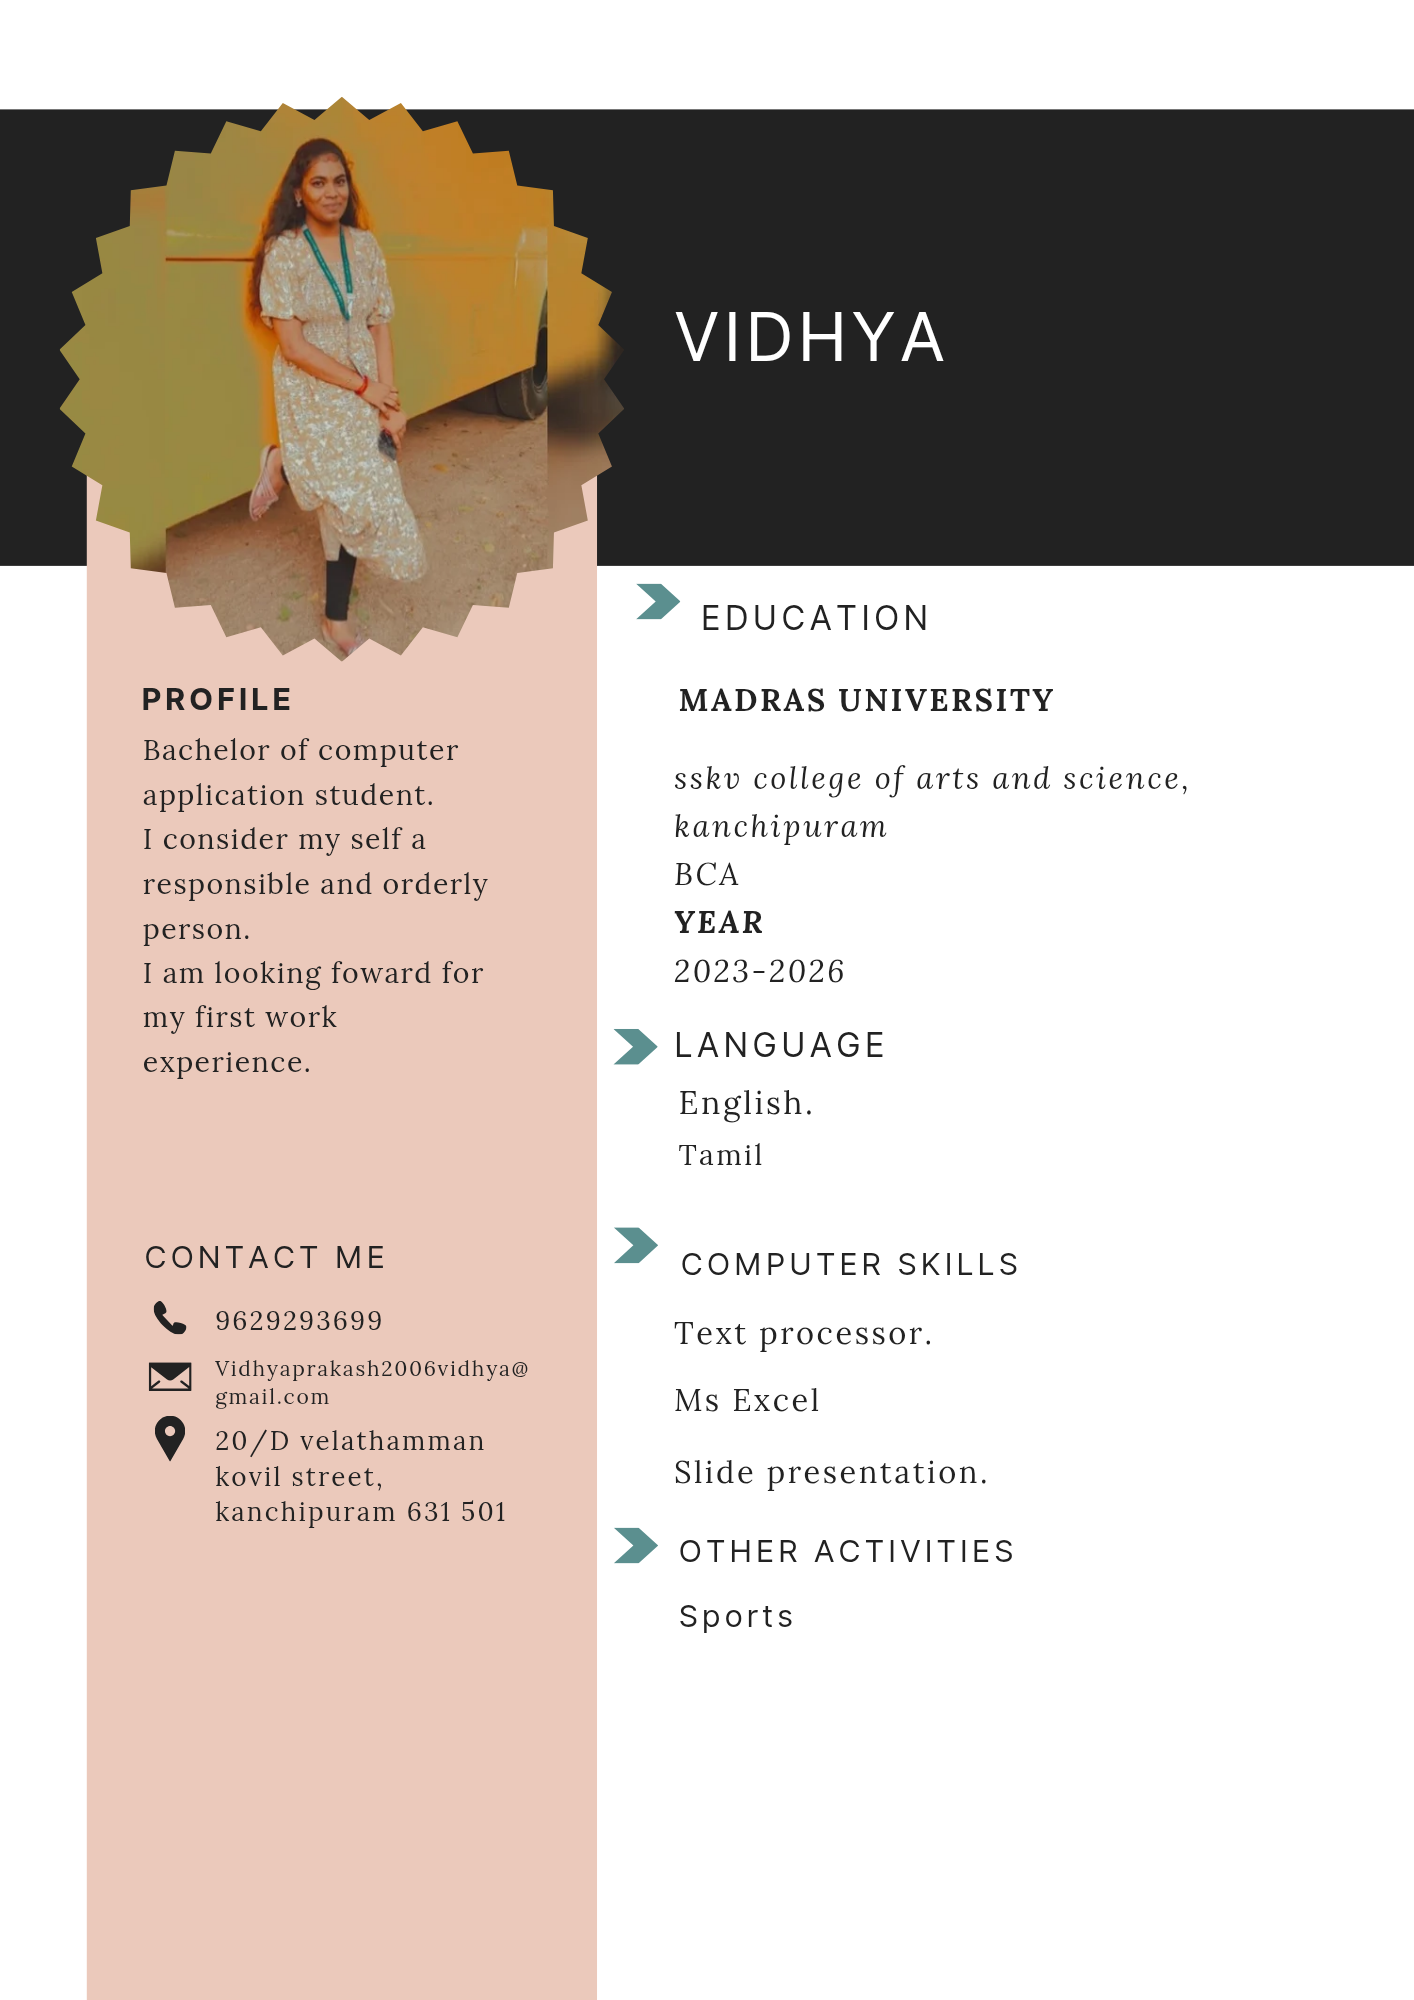 VIDHYA
PROFILE
Bachelor of computer
application student.
I consider my self a
responsible and orderly
person.
I am looking foward for
my first work
experience.
CONTACT ME
9629293699
Vidhyaprakash2006vidhya@
gmail.com
20/D velathamman
kovil street,
kanchipuram 631 501
EDUCATION
MADRAS UNIVERSITY
sskv college of arts and science,
kanchipuram
BCA
YEAR
2023-2026
LANGUAGE
English.
Tamil
COMPUTER SKILLS
Text processor.
Ms Excel
Slide presentation.
OTHER ACTIVITIES
Sports